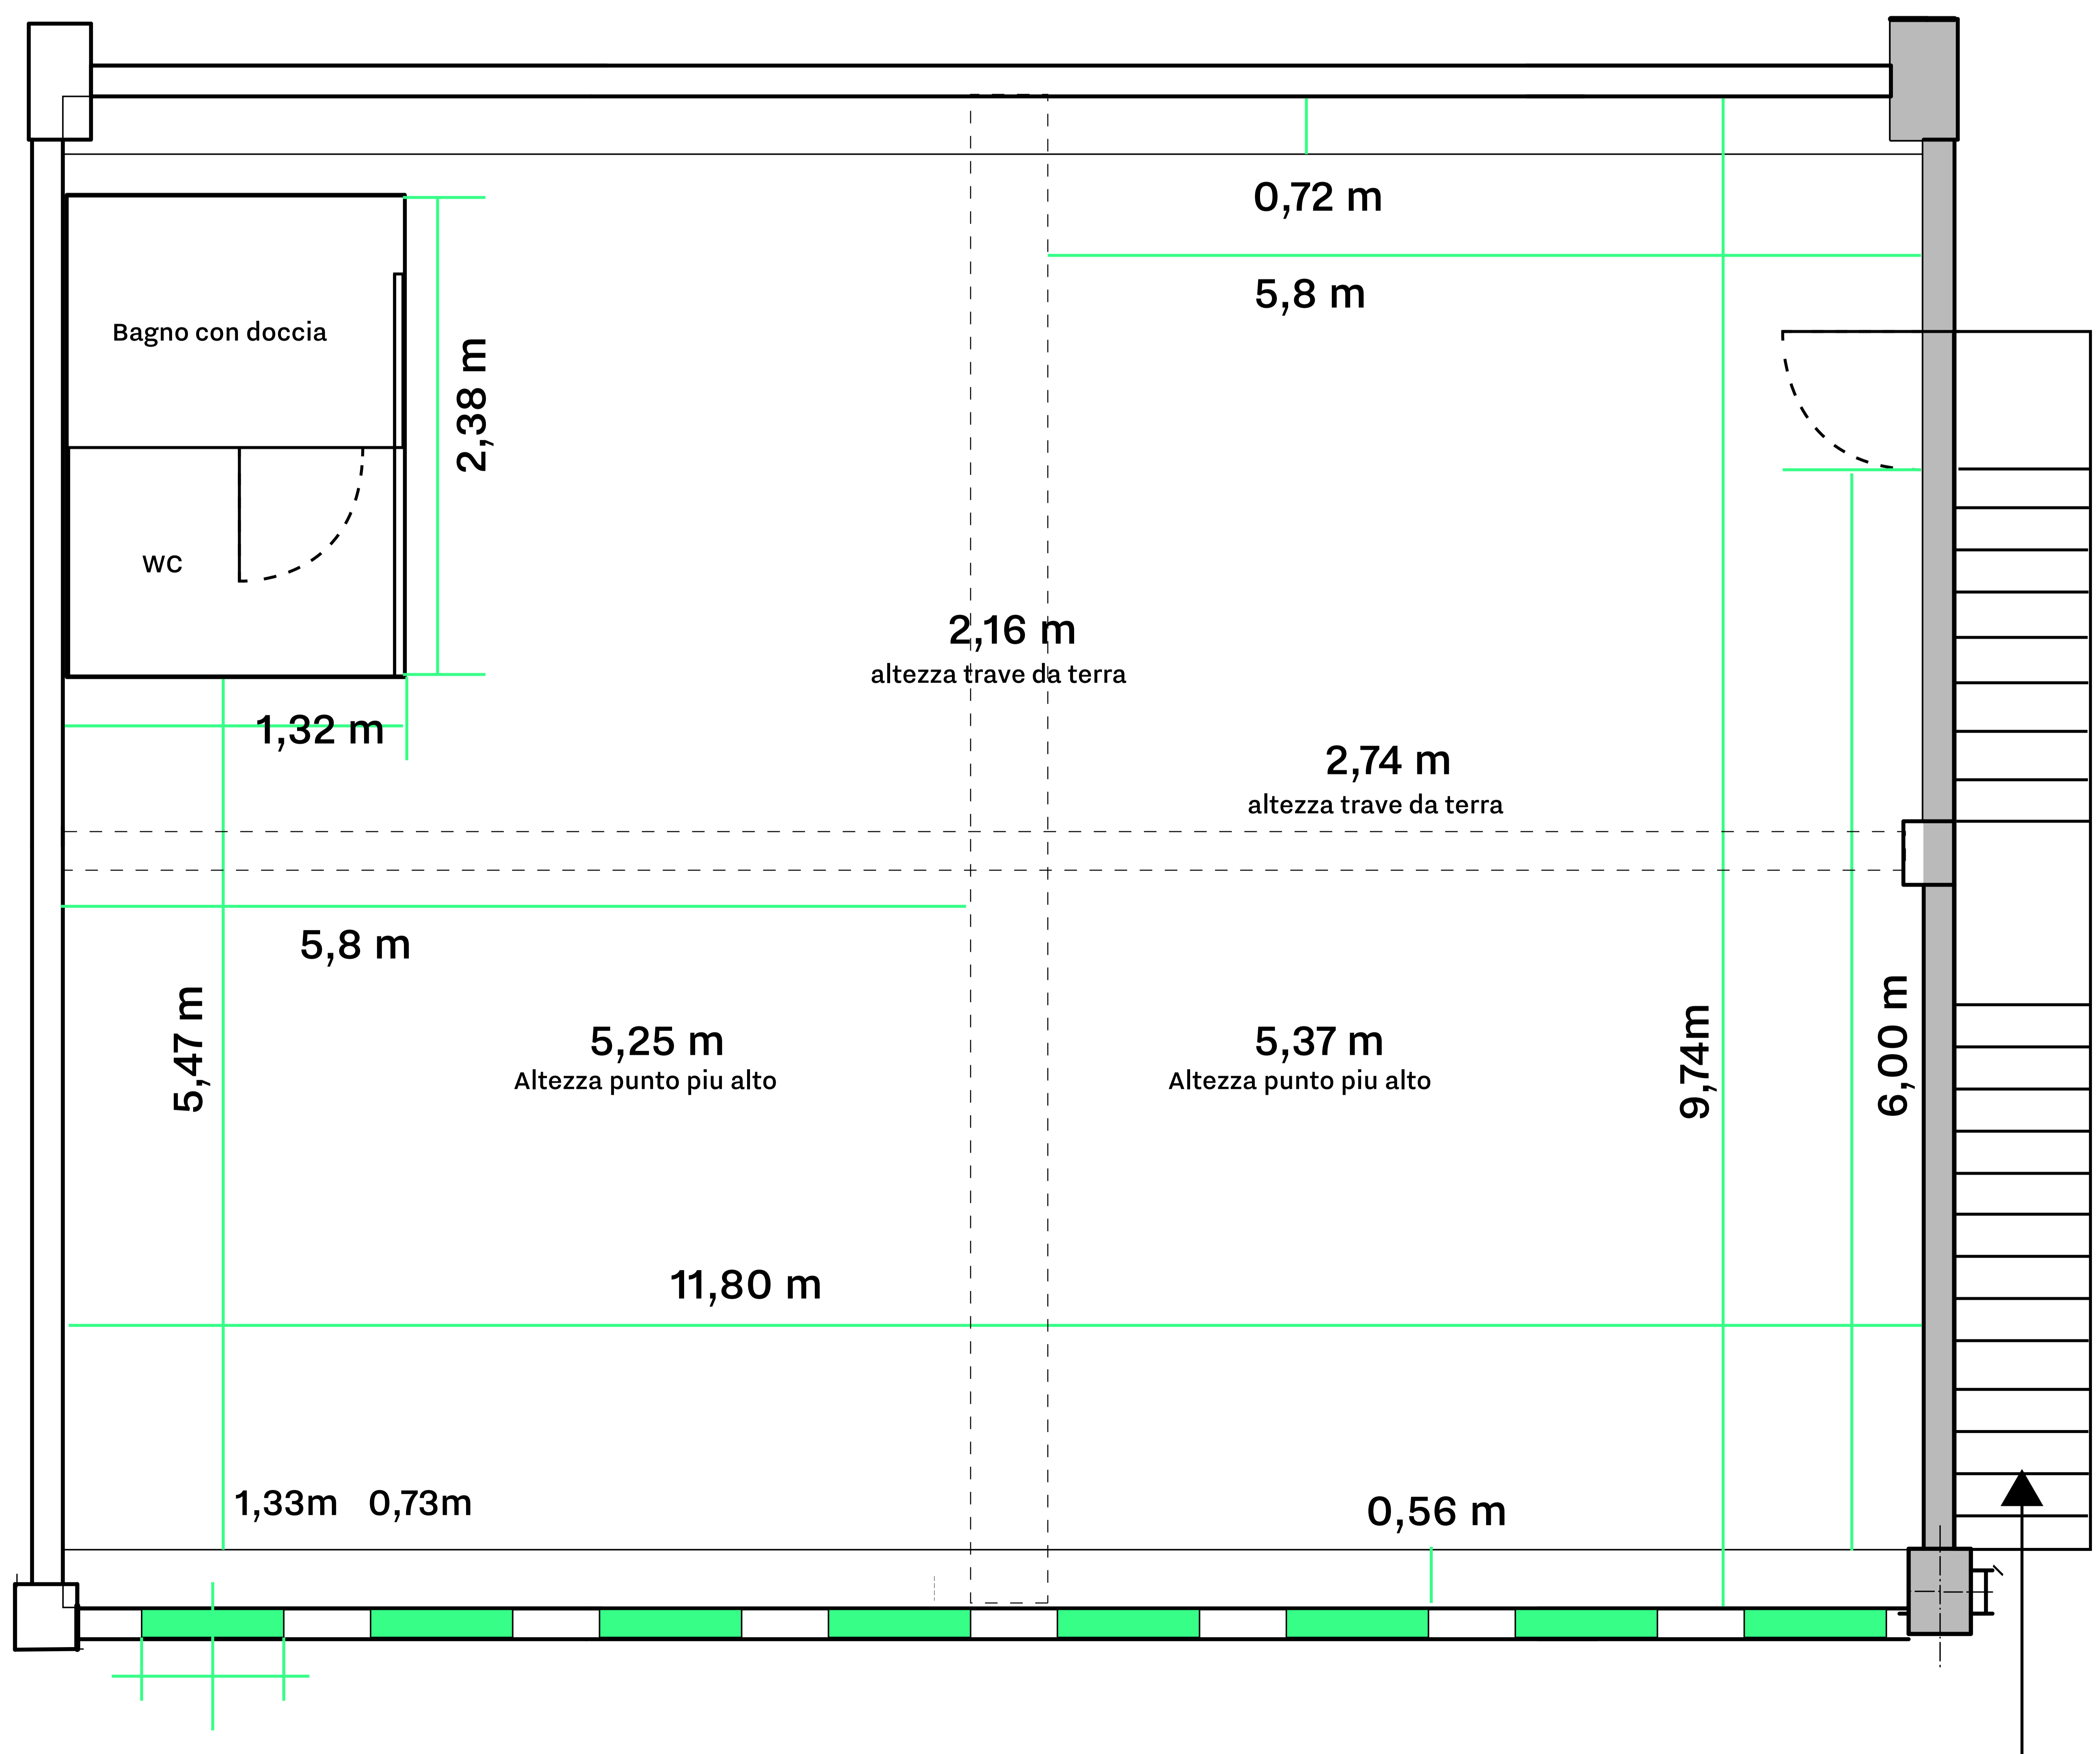 0,72 m
5,8 m
Bagno con doccia
2,38 m
WC
2,16 m
altezza trave da terra
1,32 m
2,74 m
altezza trave da terra
5,8 m
5,47 m
5,25 m
Altezza punto piu alto
5,37 m
Altezza punto piu alto
9,74m
6,00 m
11,80 m
1,33m 0,73m
0,56 m